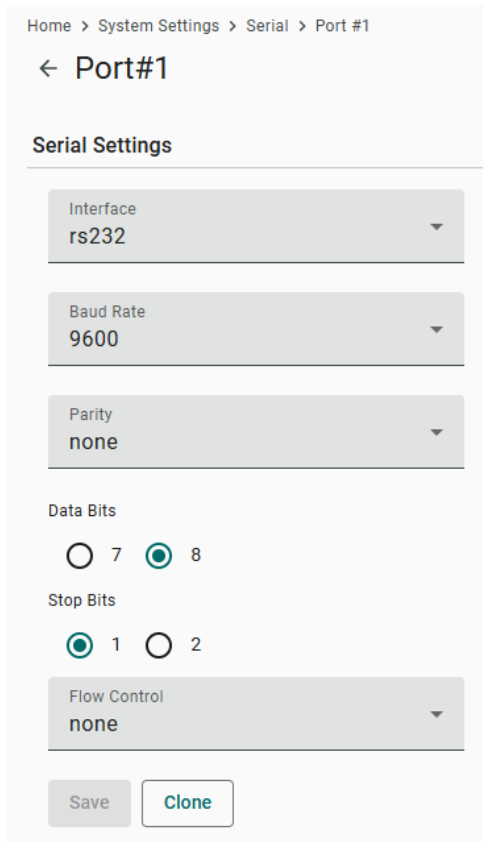 Home > System Settings > Serial > Port #1
← Port#1
Serial Settings
Interface
rs232
Baud Rate
9600
Parity
none
Data Bits
7 8
Stop Bits
1 2
Flow Control
none
Save Clone